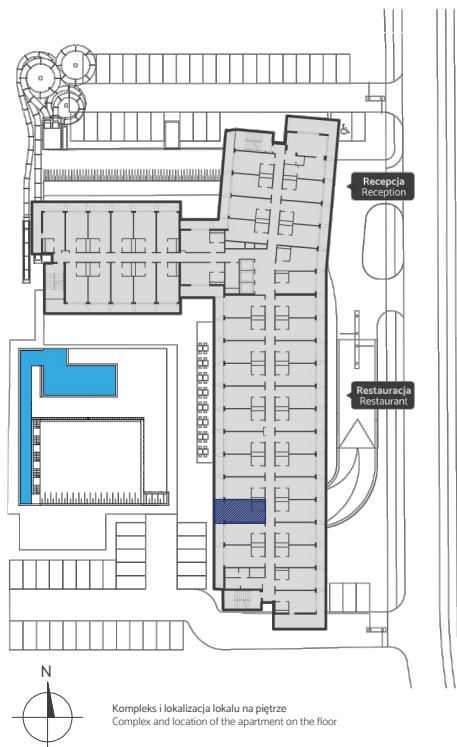 Recepcja
Reception
Restauracja
Restaurant
N
Kompleks i lokalizacja lokalu na piętrze
Complex and location of the apartment on the floor